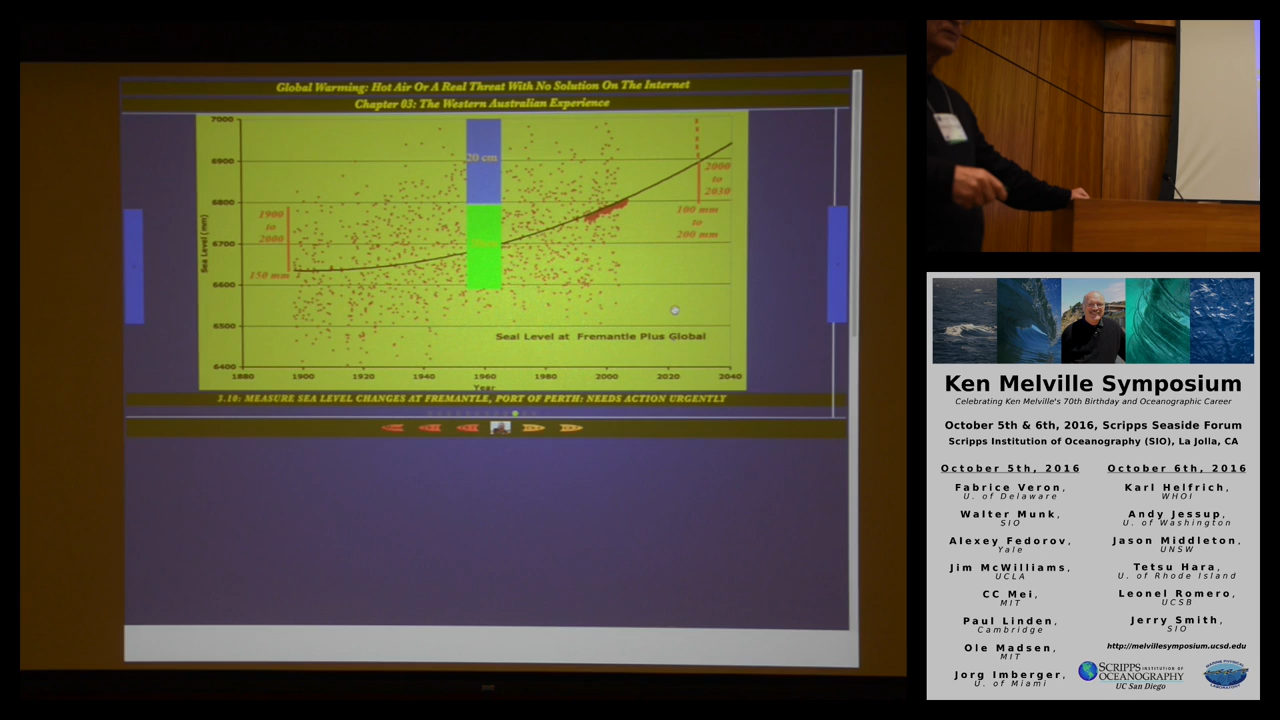 Global Warming: Hot Air Or A Real Threat With No Solution On The Internet
Chapter 03: The Western Australian Experience
7000
6900
6800
6700
6600
6500
6400
Sea Level (mm)
20 cm
1900
to
2000
150 mm
2000
to
2030
100 mm
to
200 mm
Seal Level at Fremantle Plus Global
1880
1900
1920
1940
1960
1980
2000
2020
2040
Year
3.10: MEASURE SEA LEVEL CHANGES AT FREMANTLE, PORT OF PERTH: NEEDS ACTION URGENTLY
Ken Melville Symposium
Celebrating Ken Melville's 70th Birthday and Oceanographic Career
October 5th & 6th, 2016, Scripps Seaside Forum
Scripps Institution of Oceanography (SIO), La Jolla, CA
October 5th, 2016
Fabrice Veron,
U. of Delaware
Walter Munk,
SIO
Alexey Fedorov,
Yale
Jim McWilliams,
UCLA
CC Mei,
MIT
Paul Linden,
Cambridge
Ole Madsen,
MIT
Jorg Imberger,
U. of Miami
October 6th, 2016
Karl Helfrich,
WHOI
Andy Jessup,
U. of Washington
Jason Middleton,
UNSW
Tetsu Hara,
U. of Rhode Island
Leonel Romero,
UCSB
Jerry Smith,
SIO
http://melvillesymposium.ucsd.edu
SCRIPPS INSTITUTION OF
OCEANOGRAPHY
UC San Diego